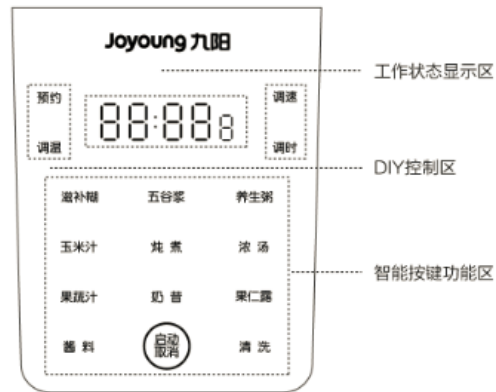 Joyoung 九阳
工作状态显示区
预约 88:88 8 调速
调温 调时
DIY控制区
滋补糊 五谷浆 养生粥
玉米汁 炖煮 浓汤
智能按键功能区
果蔬汁 奶昔 果仁露
酱料 启动 清洗
取消